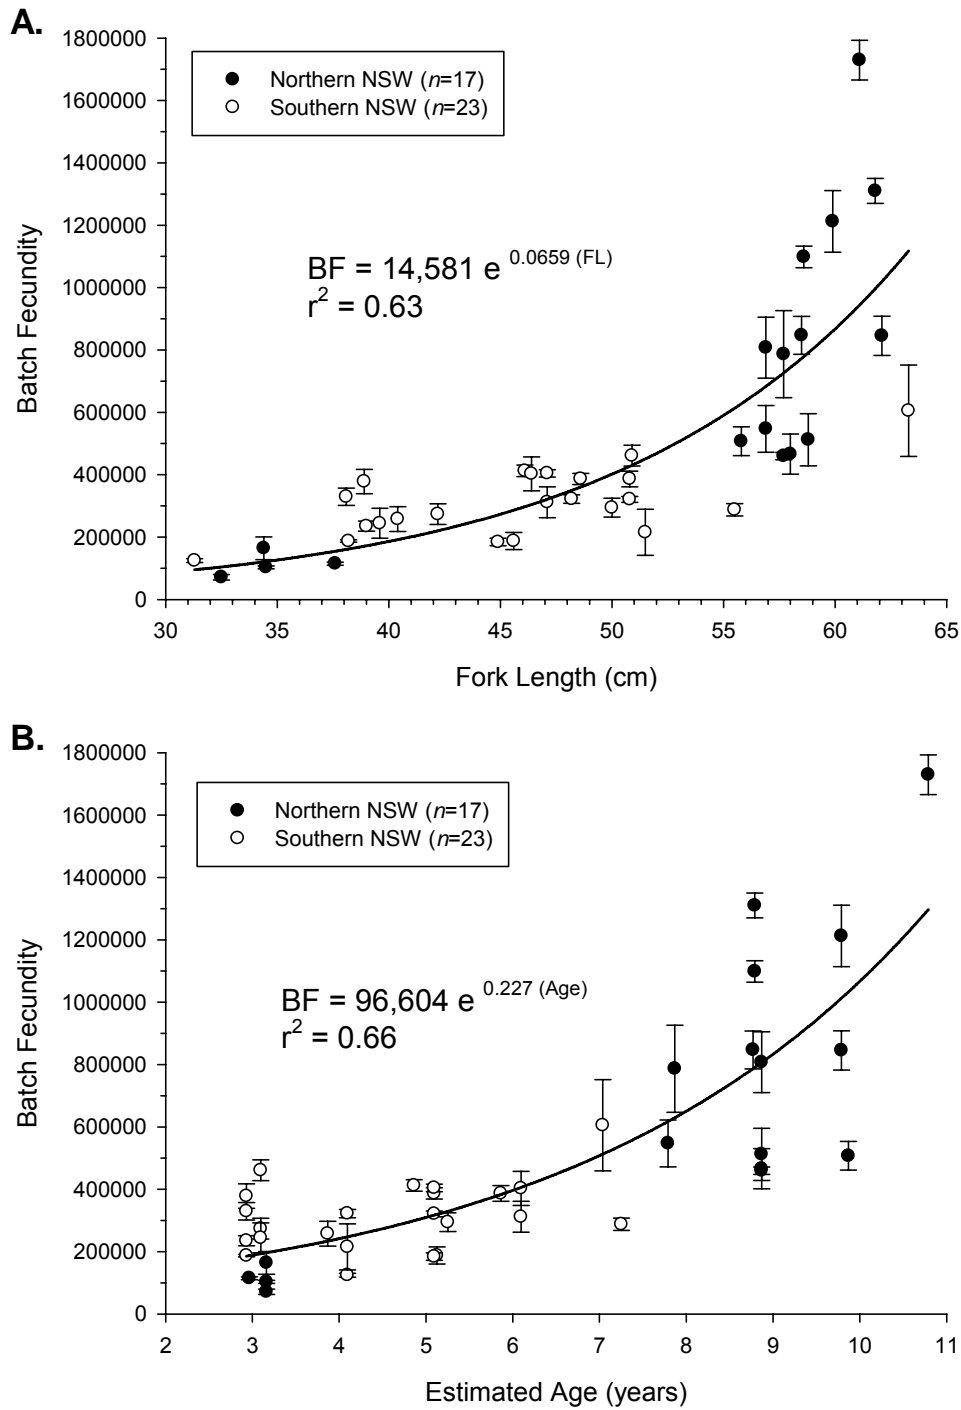 A.
1800000
1600000
1400000
1200000
1000000
800000
600000
400000
200000
0
Batch Fecundity
Northern NSW (n=17)
Southern NSW (n=23)
BF = 14,581 e 0.0659 (FL)
r2 = 0.63
30 35 40 45 50 55 60 65
Fork Length (cm)
B.
1800000
1600000
1400000
1200000
1000000
800000
600000
400000
200000
0
Batch Fecundity
Northern NSW (n=17)
Southern NSW (n=23)
BF = 96,604 e 0.227 (Age)
r2 = 0.66
2 3 4 5 6 7 8 9 10 11
Estimated Age (years)